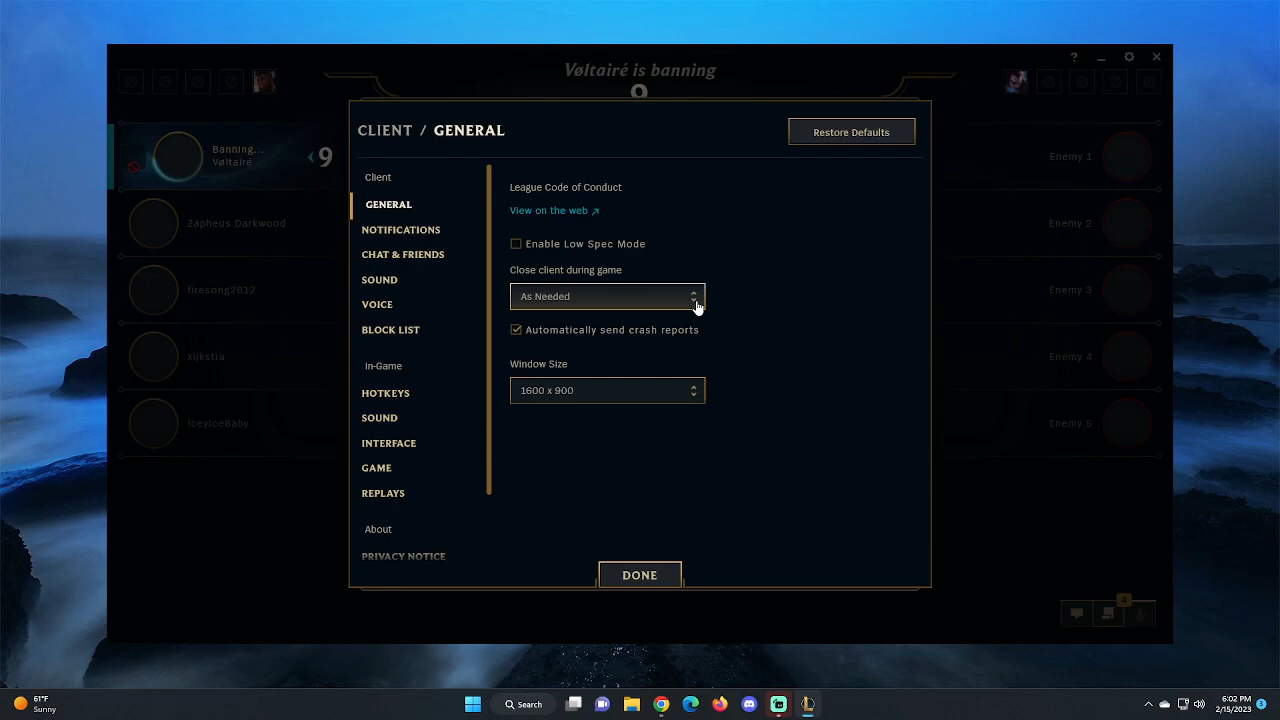 Vøltairé is banning
9
CLIENT / GENERAL
Restore Defaults
Banning...
Vøltairé
9
Zapheus Darkwood
firesong2012
xijkstra
IceyIceBaby
Client
GENERAL
NOTIFICATIONS
CHAT & FRIENDS
SOUND
VOICE
BLOCK LIST
In-Game
HOTKEYS
SOUND
INTERFACE
GAME
REPLAYS
About
PRIVACY NOTICE
League Code of Conduct
View on the web ↗
Enable Low Spec Mode
Close client during game
As Needed
Automatically send crash reports
Window Size
1600 x 900
DONE
Enemy 1
Enemy 2
Enemy 3
Enemy 4
Enemy 5
4
61°F
Sunny
Search
6:02 PM
2/15/2023